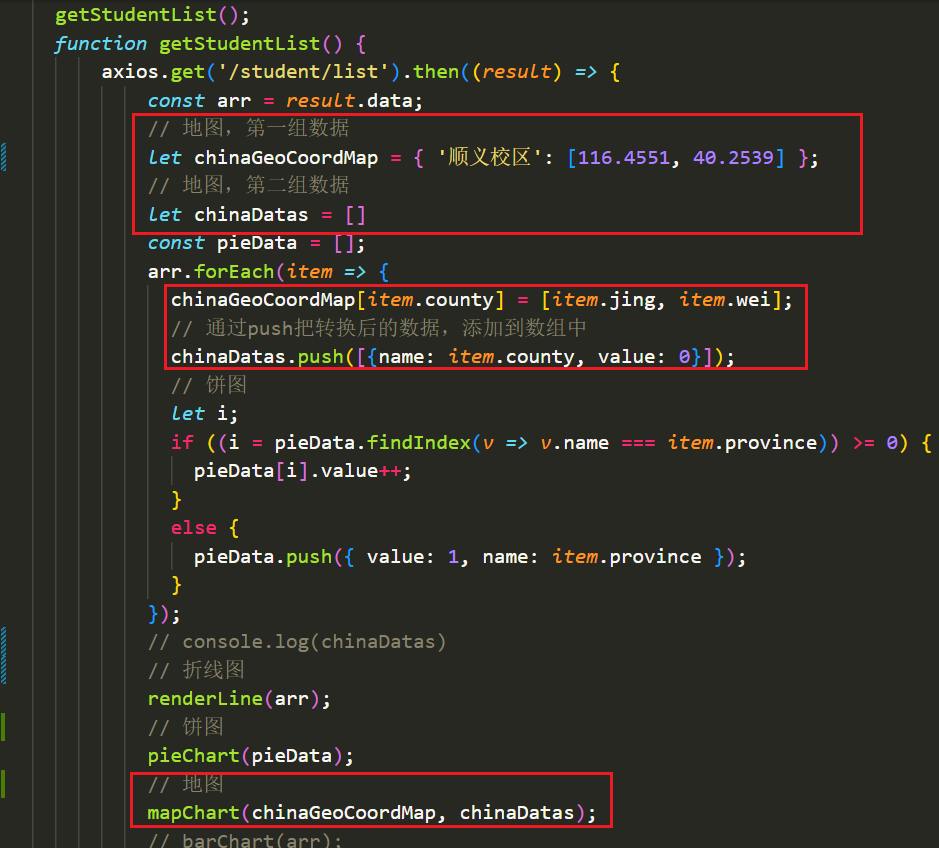 getStudentList();
function getStudentList() {
axios.get('/student/list').then((result) => {
const arr = result.data;
// 地图，第一组数据
let chinaGeoCoordMap = { '顺义校区': [116.4551, 40.2539] };
// 地图，第二组数据
let chinaDatas = []
const pieData = [];
arr.forEach(item => {
chinaGeoCoordMap[item.county] = [item.jing, item.wei];
// 通过push把转换后的数据，添加到数组中
chinaDatas.push([{name: item.county, value: 0}]);
// 饼图
let i;
if ((i = pieData.findIndex(v => v.name === item.province)) >= 0) {
pieData[i].value++;
}
else {
pieData.push({ value: 1, name: item.province });
}
});
// console.log(chinaDatas)
// 折线图
renderLine(arr);
// 饼图
pieChart(pieData);
// 地图
mapChart(chinaGeoCoordMap, chinaDatas);
// barChart(arr);